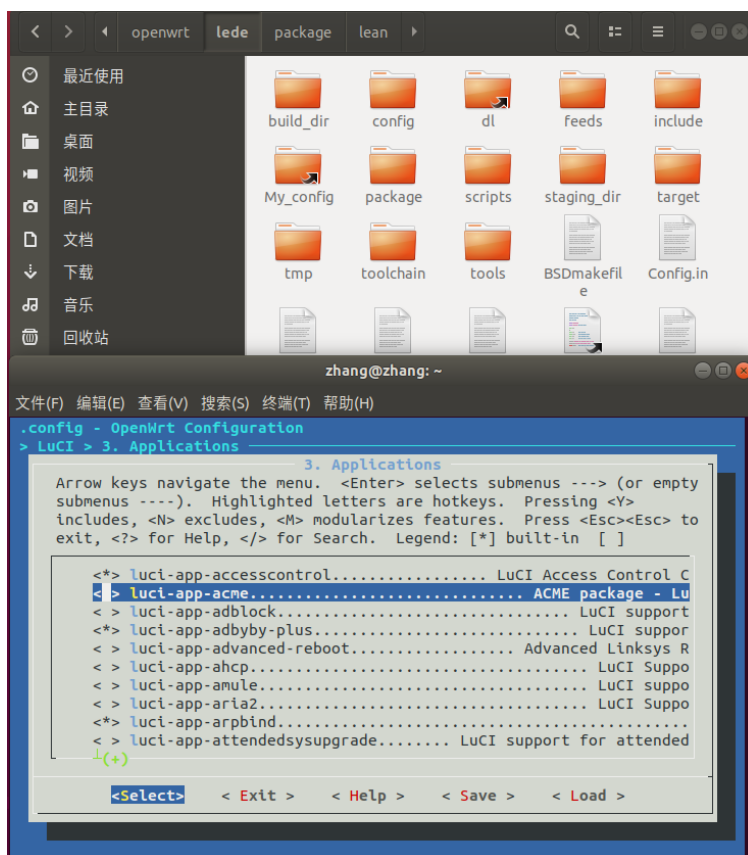 openwrt lede package lean
最近使用
主目录
桌面
视频
图片
文档
下载
音乐
回收站
build_dir config dl feeds include
My_config package scripts staging_dir target
tmp toolchain tools BSDmakefil
e Config.in
zhang@zhang: ~
文件(F) 编辑(E) 查看(V) 搜索(S) 终端(T) 帮助(H)
.config - OpenWrt Configuration
> LuCI > 3. Applications
3. Applications
Arrow keys navigate the menu. <Enter> selects submenus ---> (or empty
submenus ----). Highlighted letters are hotkeys. Pressing <Y>
includes, <N> excludes, <M> modularizes features. Press <Esc><Esc> to
exit, <?> for Help, </> for Search. Legend: [*] built-in [ ]
<*> luci-app-accesscontrol................. LuCI Access Control C
< > luci-app-acme.............................. ACME package - Lu
< > luci-app-adblock................................ LuCI support
<*> luci-app-adbyby-plus............................. LuCI suppor
< > luci-app-advanced-reboot.................. Advanced Linksys R
< > luci-app-ahcp..................................... LuCI Suppo
< > luci-app-amule.................................... LuCI suppo
< > luci-app-aria2.................................... LuCI Suppo
<*> luci-app-arpbind.............................................
< > luci-app-attendedsysupgrade........ LuCI support for attended
(+)
<Select> < Exit > < Help > < Save > < Load >